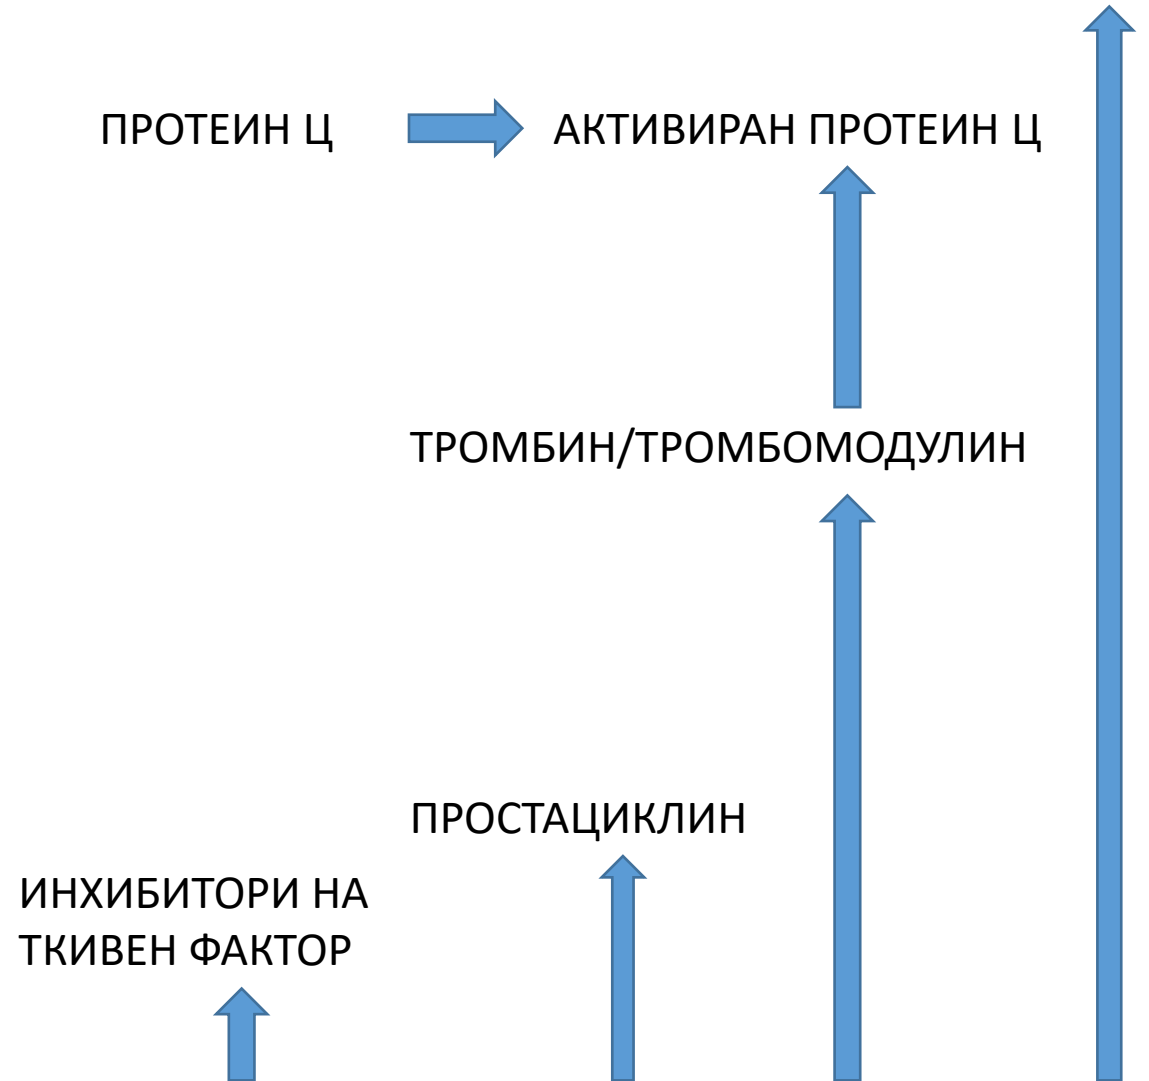 ПРОТЕИН Ц
АКТИВИРАН ПРОТЕИН Ц
ТРОМБИН/ТРОМБОМОДУЛИН
ПРОСТАЦИКЛИН
ИНХИБИТОРИ НА
ТКИВЕН ФАКТОР